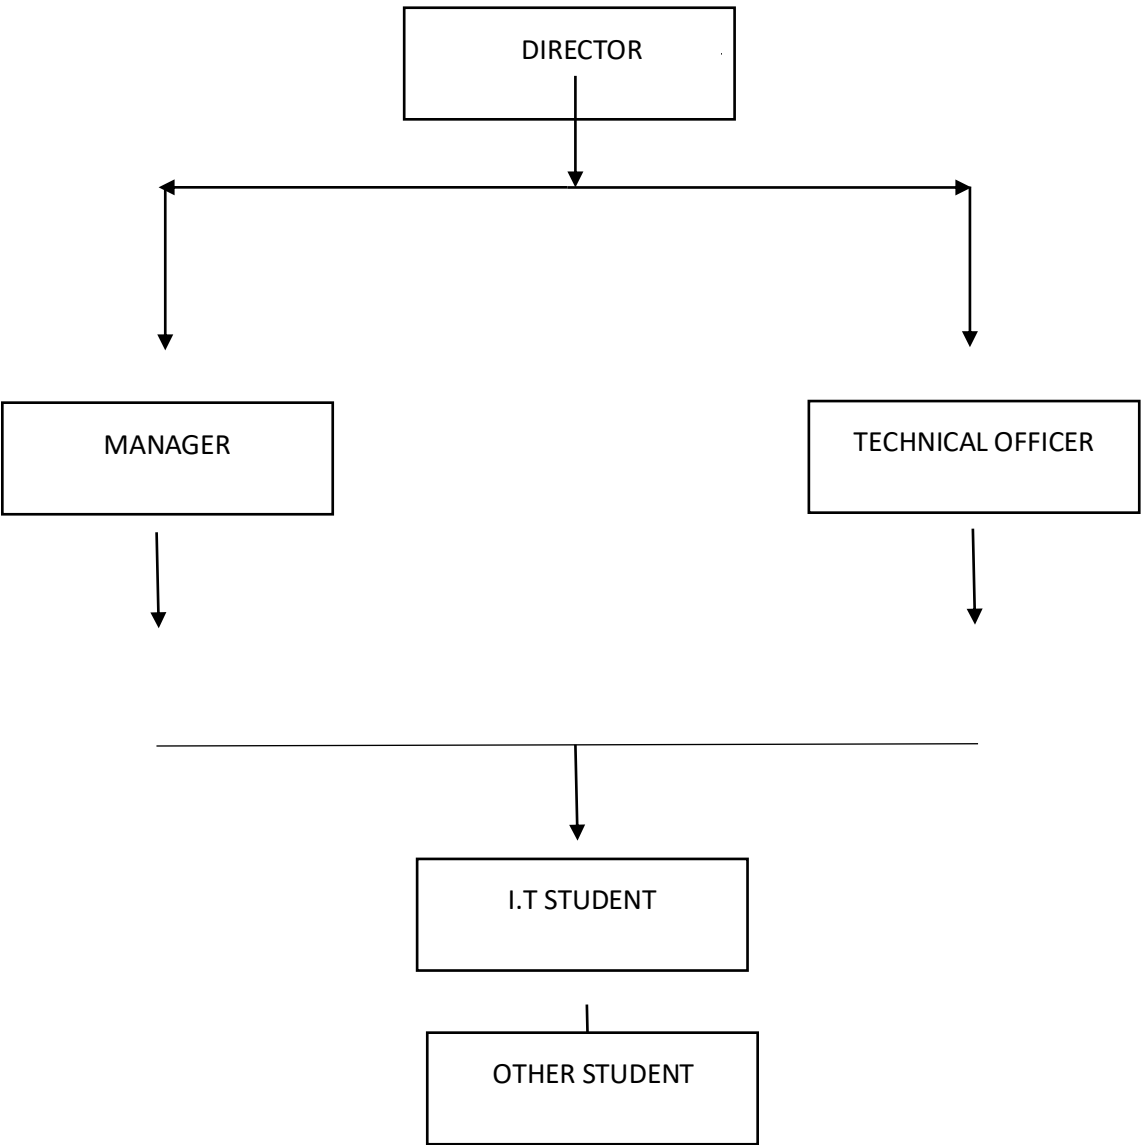 DIRECTOR
MANAGER
TECHNICAL OFFICER
I.T STUDENT
OTHER STUDENT